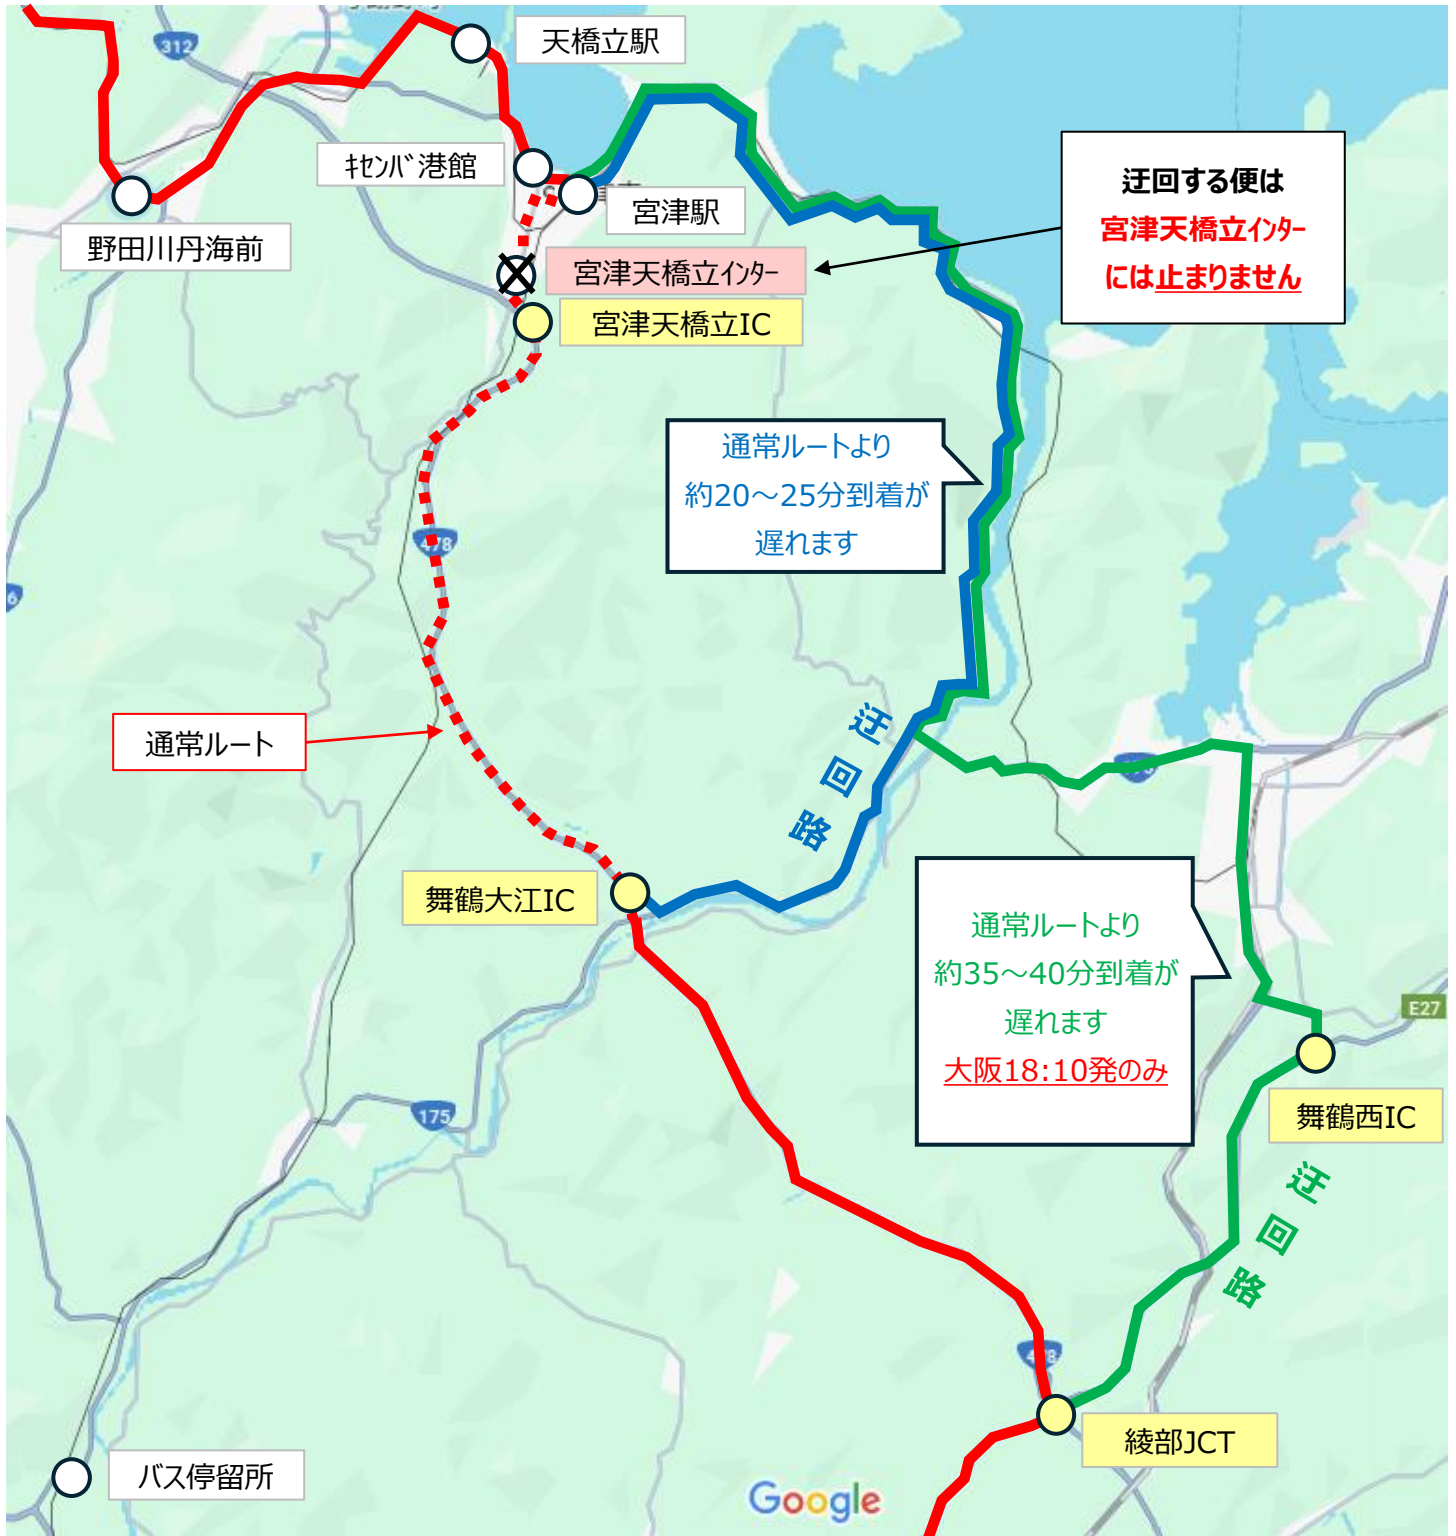 312
天橋立駅
ｷｾﾝﾊﾞ港館
宮津駅
野田川丹海前
宮津天橋立ｲﾝﾀｰ
宮津天橋立IC
迂回する便は
宮津天橋立ｲﾝﾀｰ
には止まりません
通常ルートより
約20～25分到着が
遅れます
478
通常ルート
迂回路
舞鶴大江IC
通常ルートより
約35～40分到着が
遅れます
大阪18:10発のみ
E27
舞鶴西IC
175
迂回路
綾部JCT
バス停留所
Google